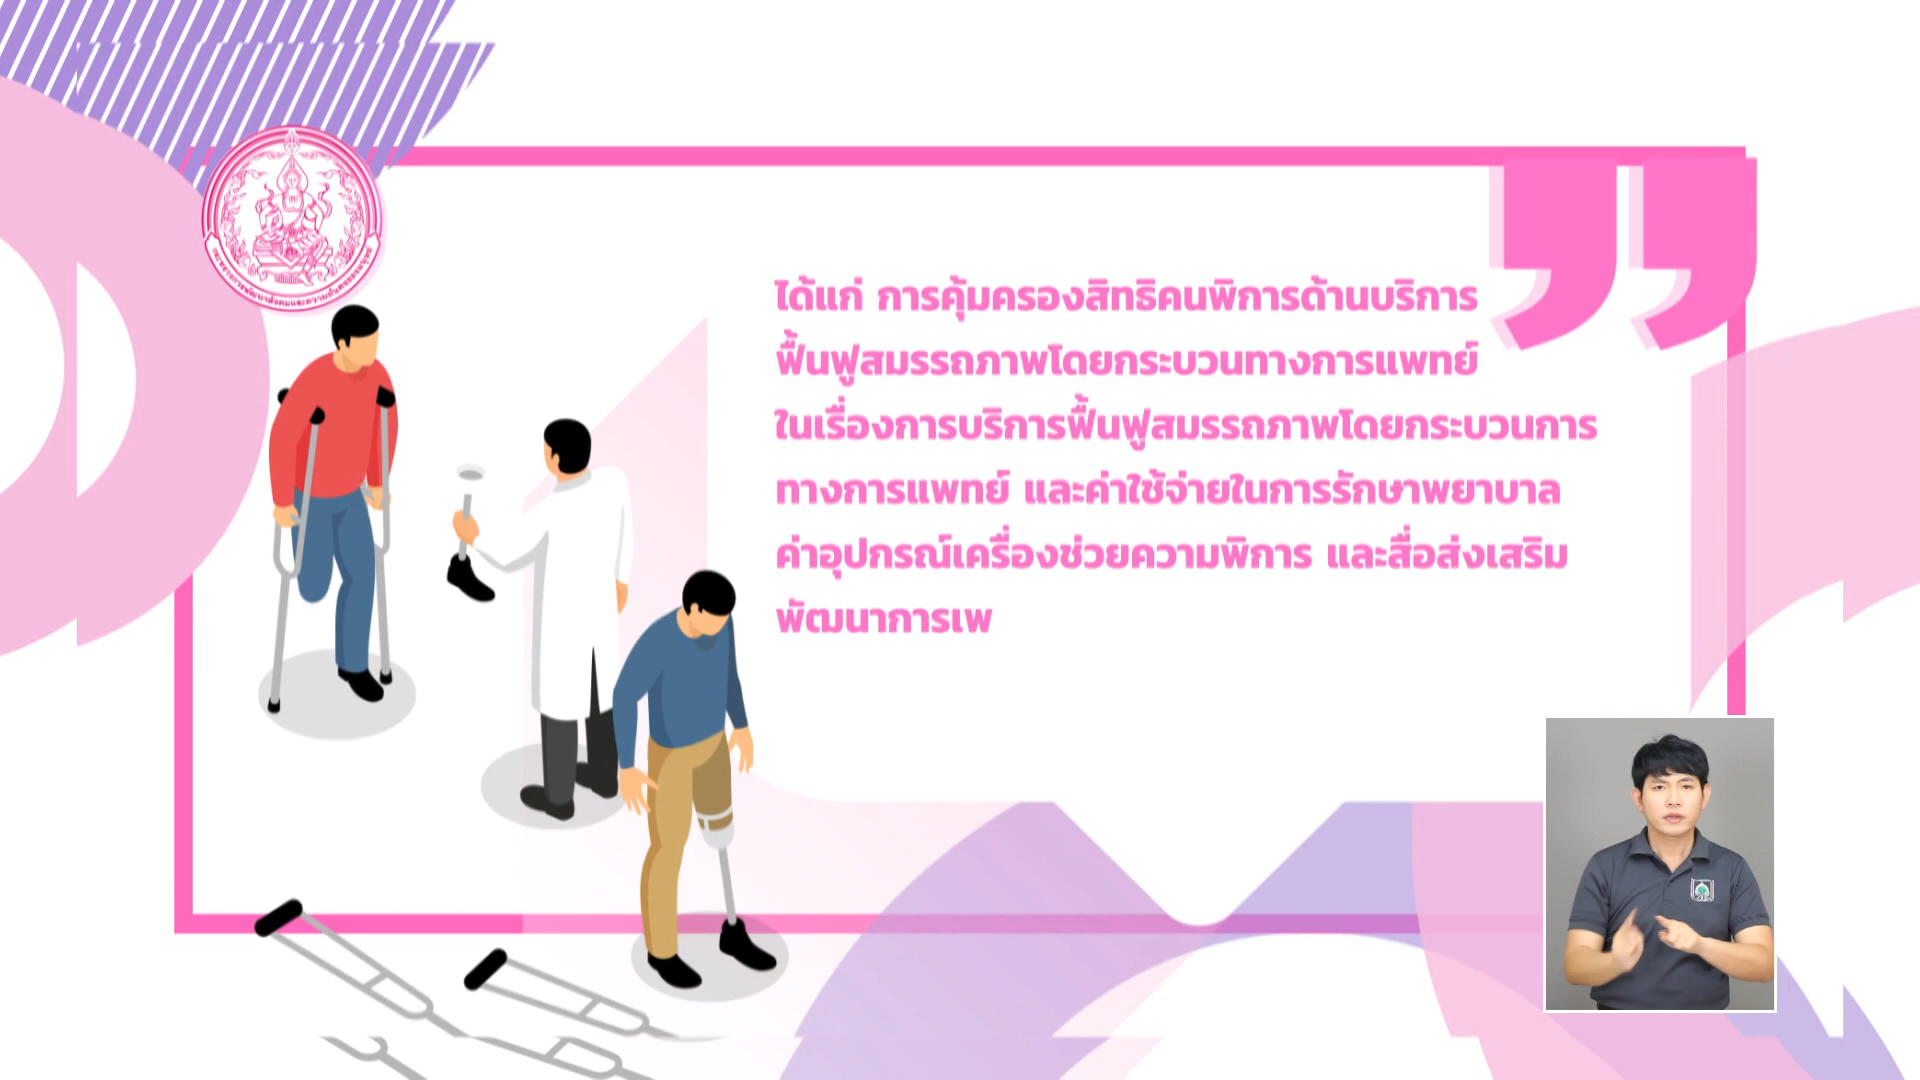 ได้แก่ การคุ้มครองสิทธิคนพิการด้านบริการ
ฟื้นฟูสมรรถภาพโดยกระบวนทางการแพทย์
ในเรื่องการบริการฟื้นฟูสมรรถภาพโดยกระบวนการ
ทางการแพทย์ และค่าใช้จ่ายในการรักษาพยาบาล
ค่าอุปกรณ์เครื่องช่วยความพิการ และสื่อส่งเสริม
พัฒนาการเพ